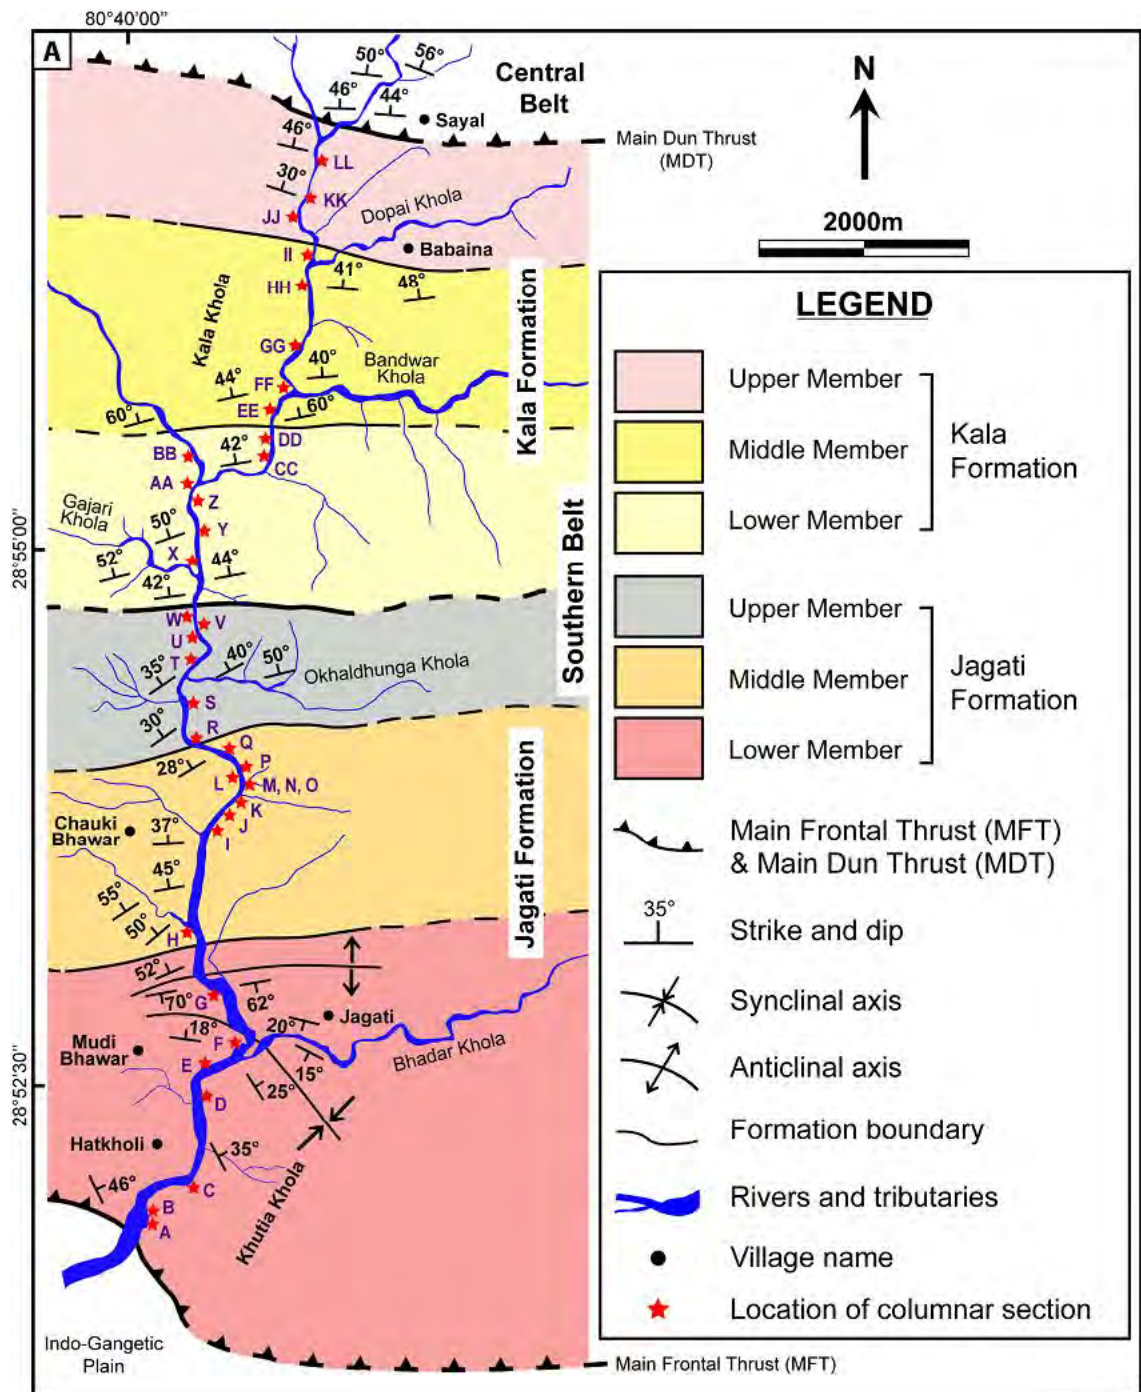 80°40'00"
A
50°
56°
Central
Belt
N
46°
44°
Sayal
46°
Main Dun Thrust
(MDT)
LL
30°
KK
JJ
Dopai Khola
2000m
Babaina
II
41°
48°
HH
Kala Khola
Kala Formation
LEGEND
GG
40°
Bandwar
Khola
44°
FF
EE
60°
60°
Upper Member
Middle Member
Lower Member
Kala
Formation
DD
42°
BB
CC
AA
Z
Gajari
Khola
50°
Y
28°55'00"
X
52°
44°
42°
Southern Belt
W
V
U
T
35°
40°
50°
Okhaldhunga Khola
S
30°
R
Upper Member
Middle Member
Lower Member
Jagati
Formation
Q
28°
P
L
M, N, O
K
J
I
Chauki
Bhawar
37°
45°
55°
50°
H
Jagati Formation
Main Frontal Thrust (MFT)
& Main Dun Thrust (MDT)
35°
Strike and dip
52°
70°
G
62°
Jagati
20°
18°
F
Mudi
Bhawar
E
15°
Bhadar Khola
25°
D
28°52'30"
Synclinal axis
Anticlinal axis
Hatkholi
35°
Khutia Khola
Formation boundary
46°
C
B
A
Rivers and tributaries
Village name
Location of columnar section
Indo-Gangetic
Plain
Main Frontal Thrust (MFT)